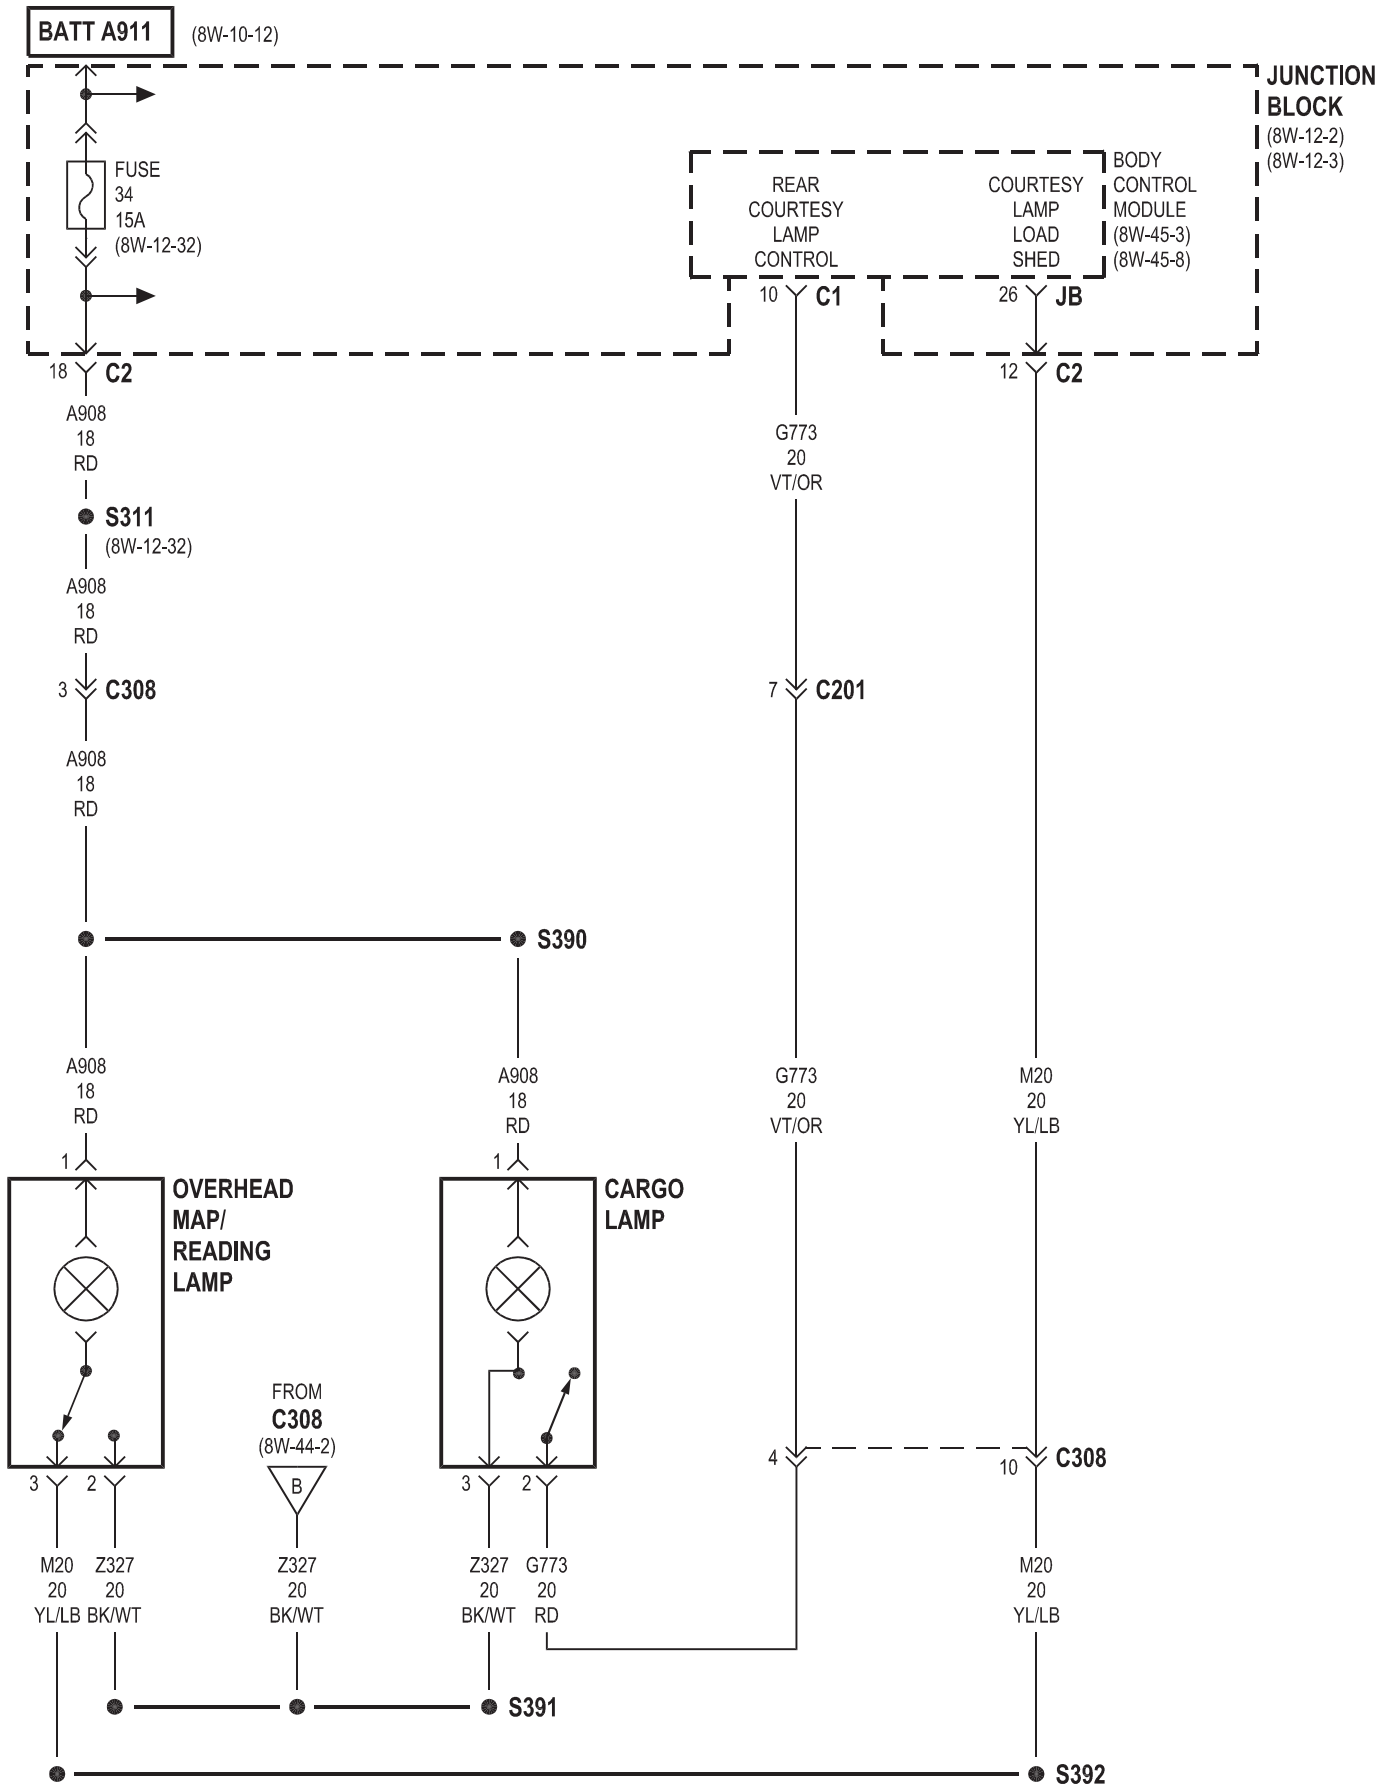 BATT A911
(8W-10-12)
JUNCTION
BLOCK
(8W-12-2)
(8W-12-3)
FUSE
34
15A
(8W-12-32)
REAR
COURTESY
LAMP
CONTROL
COURTESY
LAMP
LOAD
SHED
BODY
CONTROL
MODULE
(8W-45-3)
(8W-45-8)
10 C1
26 JB
18 C2
12 C2
A908
18
RD
G773
20
VT/OR
S311
(8W-12-32)
A908
18
RD
3 C308
7 C201
A908
18
RD
S390
A908
18
RD
A908
18
RD
G773
20
VT/OR
M20
20
YL/LB
1
OVERHEAD
MAP/
READING
LAMP
1
CARGO
LAMP
FROM
C308
(8W-44-2)
B
4
10 C308
3
2
3
2
M20
20
YL/LB
Z327
20
BK/WT
Z327
20
BK/WT
Z327
20
BK/WT
G773
20
RD
M20
20
YL/LB
S391
S392